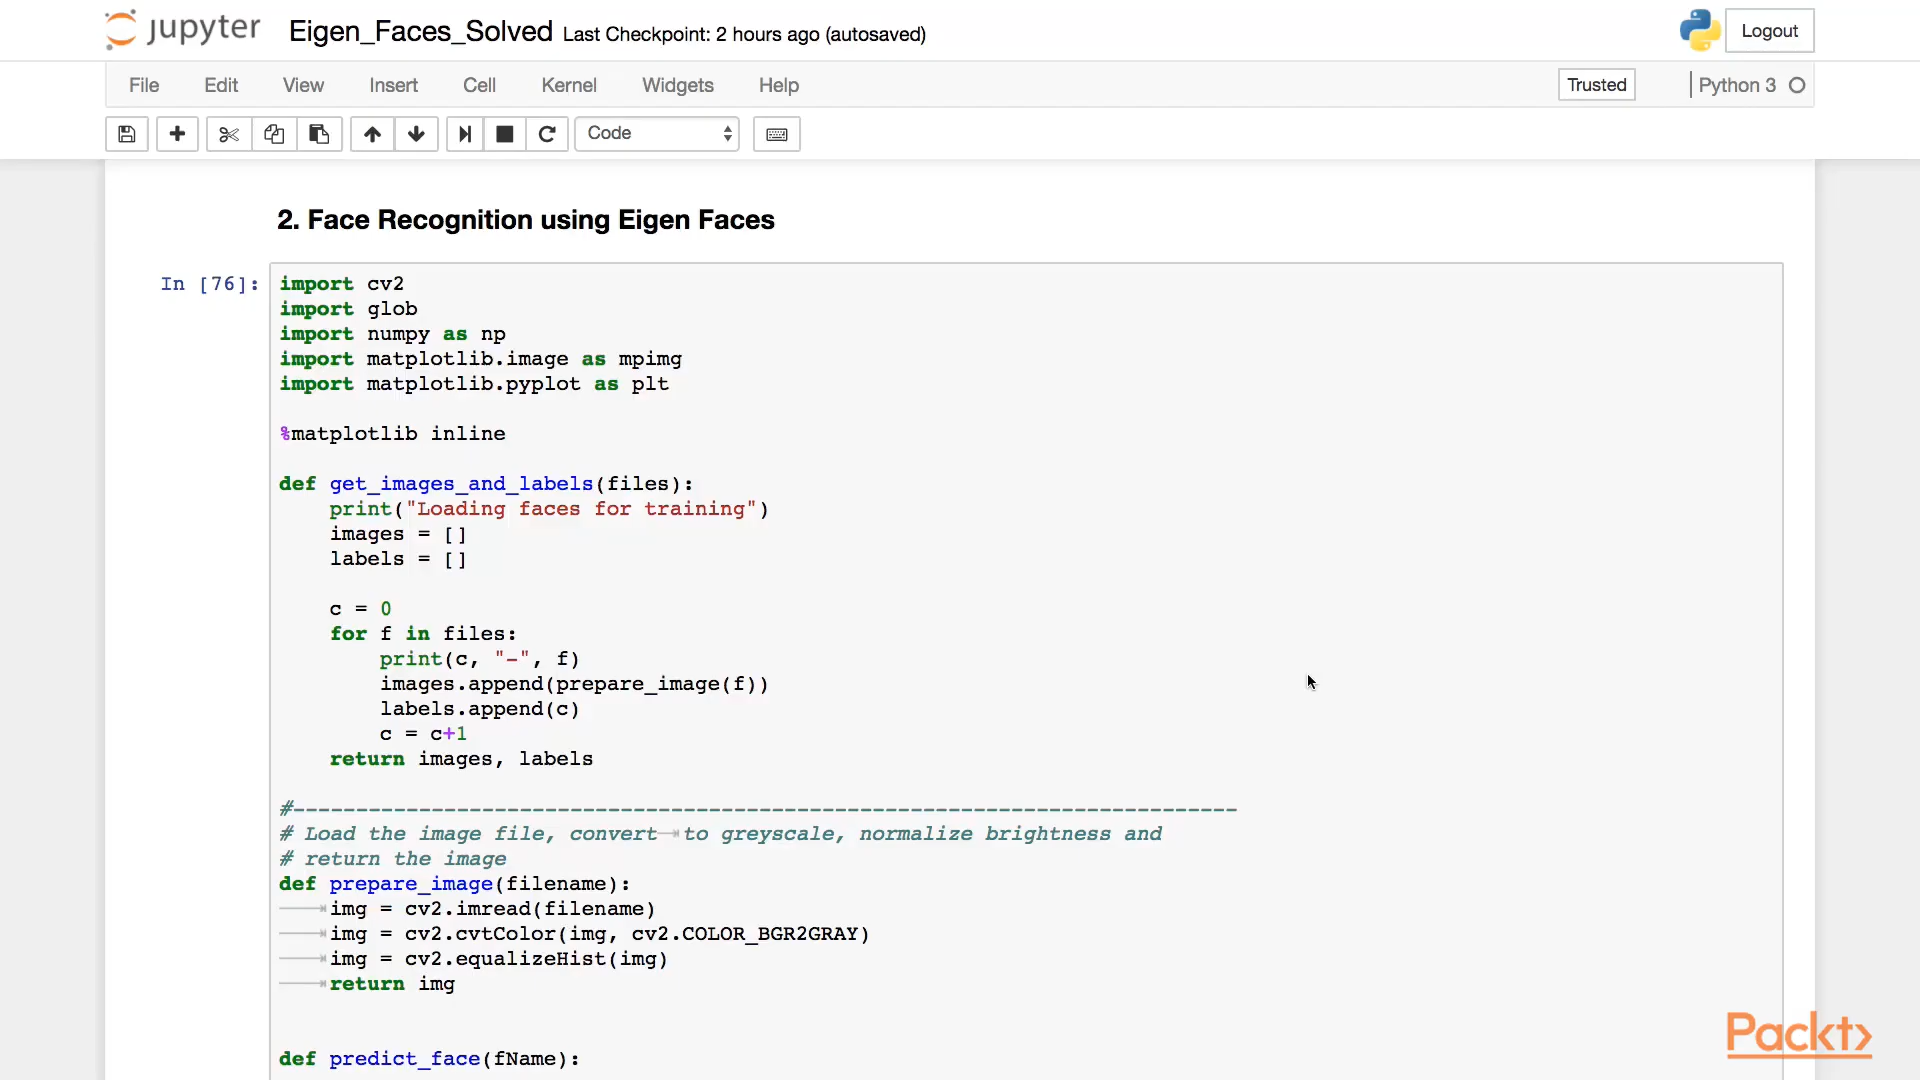 jupyter Eigen_Faces_Solved Last Checkpoint: 2 hours ago (autosaved) Logout
File Edit View Insert Cell Kernel Widgets Help Trusted Python 3
Code
2. Face Recognition using Eigen Faces
In [76]:
import cv2
import glob
import numpy as np
import matplotlib.image as mpimg
import matplotlib.pyplot as plt
%matplotlib inline
def get_images_and_labels(files):
    print("Loading faces for training")
    images = []
    labels = []
    c = 0
    for f in files:
        print(c, "-", f)
        images.append(prepare_image(f))
        labels.append(c)
        c = c+1
    return images, labels
#---------------------------------------------------------------------------
# Load the image file, convert to greyscale, normalize brightness and
# return the image
def prepare_image(filename):
    img = cv2.imread(filename)
    img = cv2.cvtColor(img, cv2.COLOR_BGR2GRAY)
    img = cv2.equalizeHist(img)
    return img
def predict_face(fName):
Packt>